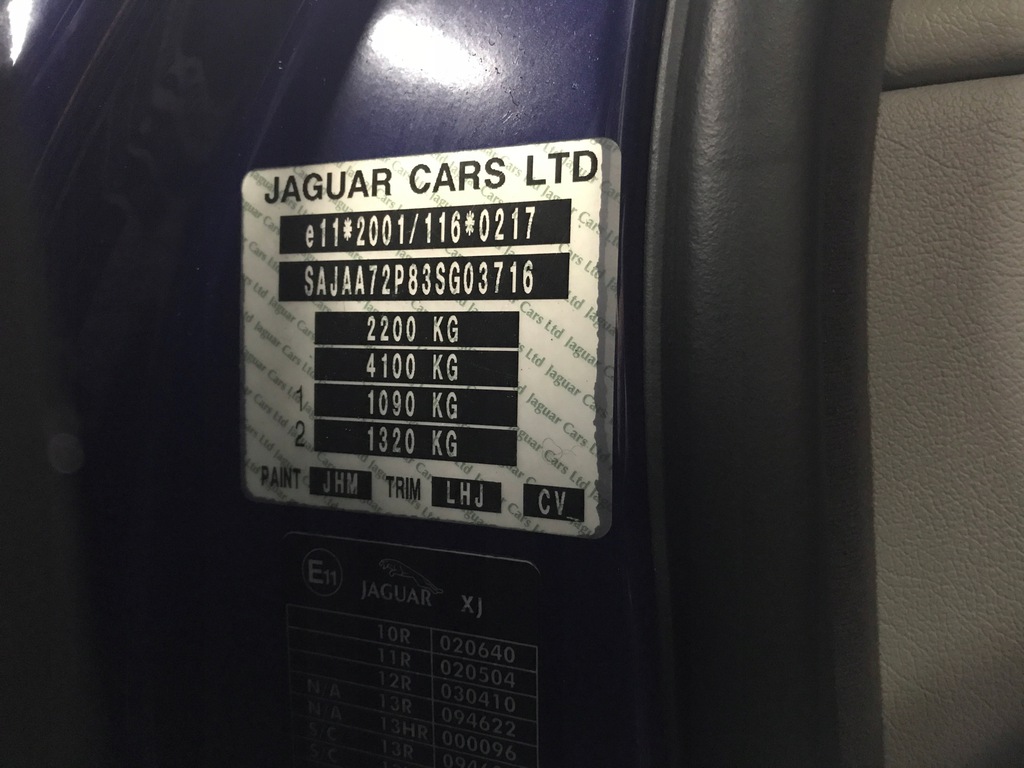 JAGUAR CARS LTD
e11*2001/116*0217
SAJAA72P83SG03716
2200 KG
4100 KG
1 1090 KG
2 1320 KG
PAINT JHM TRIM LHJ CV
E11 JAGUAR XJ
10R 020640
11R 020504
12R 030410
N/A 13R 094622
N/A 13HR 000096
S/C 13R
S/C